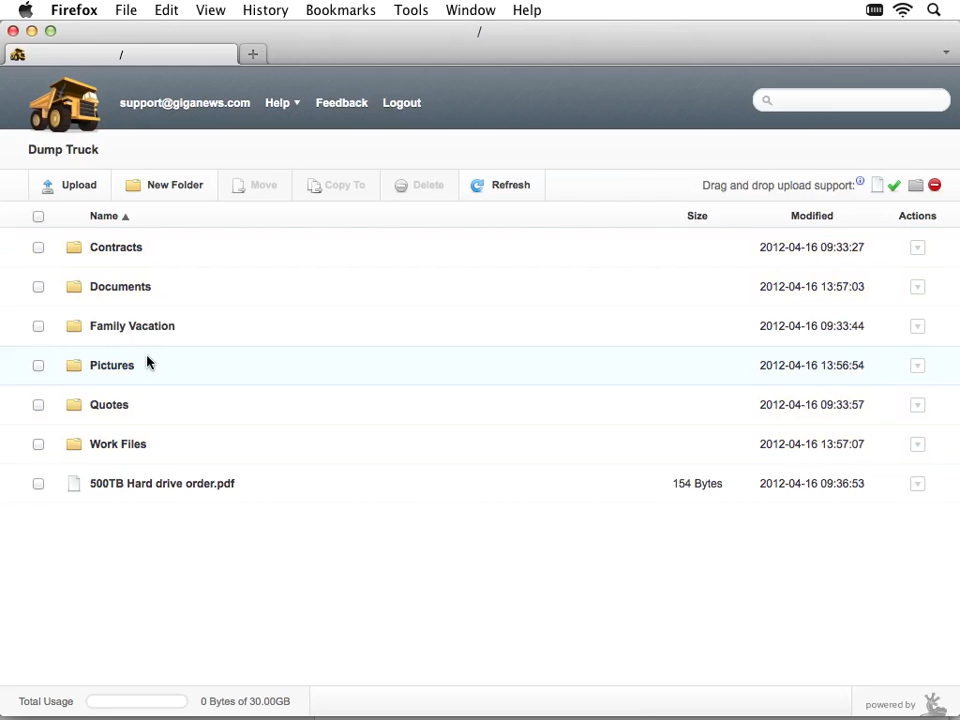 Firefox File Edit View History Bookmarks Tools Window Help
/
/
support@giganews.com Help Feedback Logout
Dump Truck
Upload New Folder Move Copy To Delete Refresh Drag and drop upload support:
Name Size Modified Actions
Contracts 2012-04-16 09:33:27
Documents 2012-04-16 13:57:03
Family Vacation 2012-04-16 09:33:44
Pictures 2012-04-16 13:56:54
Quotes 2012-04-16 09:33:57
Work Files 2012-04-16 13:57:07
500TB Hard drive order.pdf 154 Bytes 2012-04-16 09:36:53
Total Usage 0 Bytes of 30.00GB powered by